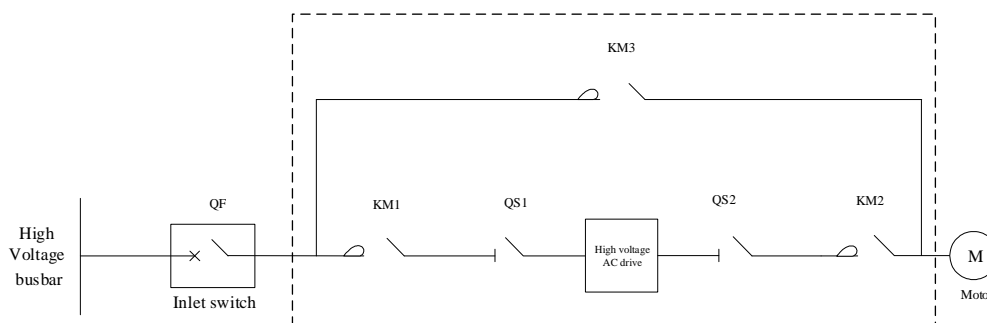 KM3
QF
KM1
QS1
QS2
KM2
High
Voltage
busbar
High voltage
AC drive
M
Inlet switch
Moto